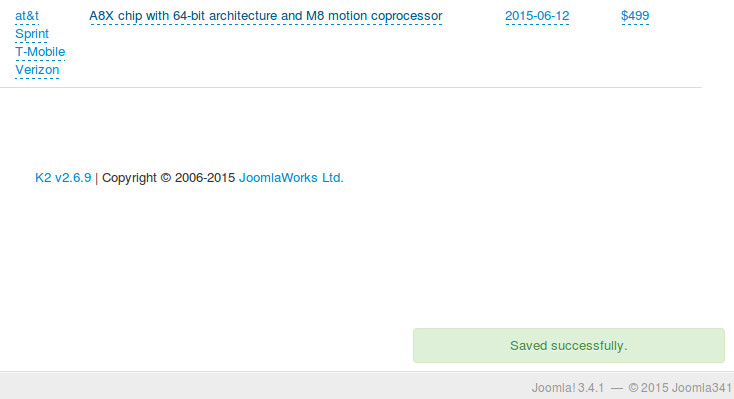 at&t A8X chip with 64-bit architecture and M8 motion coprocessor 2015-06-12 $499
Sprint
T-Mobile
Verizon
K2 v2.6.9 | Copyright © 2006-2015 JoomlaWorks Ltd.
Saved successfully.
Joomla! 3.4.1 — © 2015 Joomla341